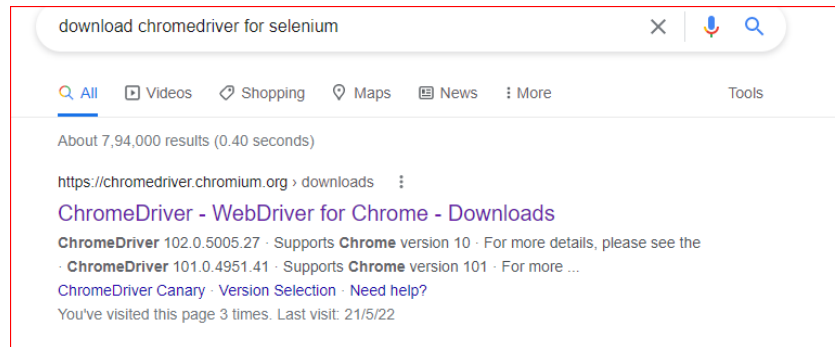 download chromedriver for selenium
All Videos Shopping Maps News More Tools
About 7,94,000 results (0.40 seconds)
https://chromedriver.chromium.org › downloads
ChromeDriver - WebDriver for Chrome - Downloads
ChromeDriver 102.0.5005.27 · Supports Chrome version 10 · For more details, please see the
· ChromeDriver 101.0.4951.41 · Supports Chrome version 101 · For more ...
ChromeDriver Canary · Version Selection · Need help?
You've visited this page 3 times. Last visit: 21/5/22